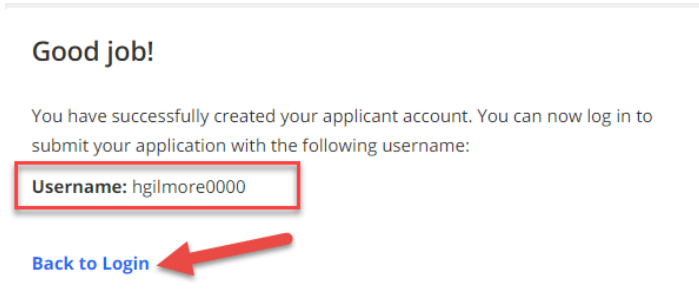 Good job!
You have successfully created your applicant account. You can now log in to
submit your application with the following username:
Username: hgilmore0000
Back to Login